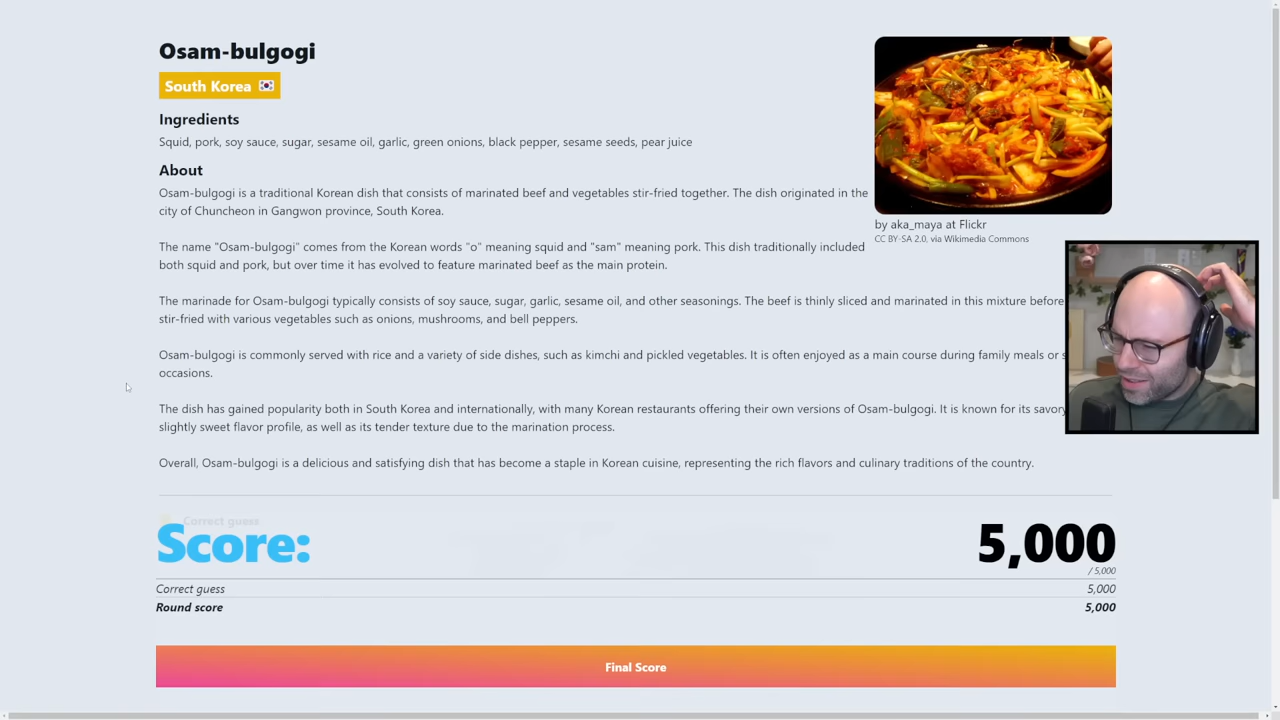 Osam-bulgogi
South Korea
Ingredients
Squid, pork, soy sauce, sugar, sesame oil, garlic, green onions, black pepper, sesame seeds, pear juice
About
Osam-bulgogi is a traditional Korean dish that consists of marinated beef and vegetables stir-fried together. The dish originated in the
city of Chuncheon in Gangwon province, South Korea.
The name "Osam-bulgogi" comes from the Korean words "o" meaning squid and "sam" meaning pork. This dish traditionally included
both squid and pork, but over time it has evolved to feature marinated beef as the main protein.
by aka_maya at Flickr
CC BY-SA 2.0, via Wikimedia Commons
The marinade for Osam-bulgogi typically consists of soy sauce, sugar, garlic, sesame oil, and other seasonings. The beef is thinly sliced and marinated in this mixture before
stir-fried with various vegetables such as onions, mushrooms, and bell peppers.
Osam-bulgogi is commonly served with rice and a variety of side dishes, such as kimchi and pickled vegetables. It is often enjoyed as a main course during family meals or
occasions.
The dish has gained popularity both in South Korea and internationally, with many Korean restaurants offering their own versions of Osam-bulgogi. It is known for its savory
slightly sweet flavor profile, as well as its tender texture due to the marination process.
Overall, Osam-bulgogi is a delicious and satisfying dish that has become a staple in Korean cuisine, representing the rich flavors and culinary traditions of the country.
Correct guess
Score: 5,000
/ 5,000
Correct guess 5,000
Round score 5,000
Final Score